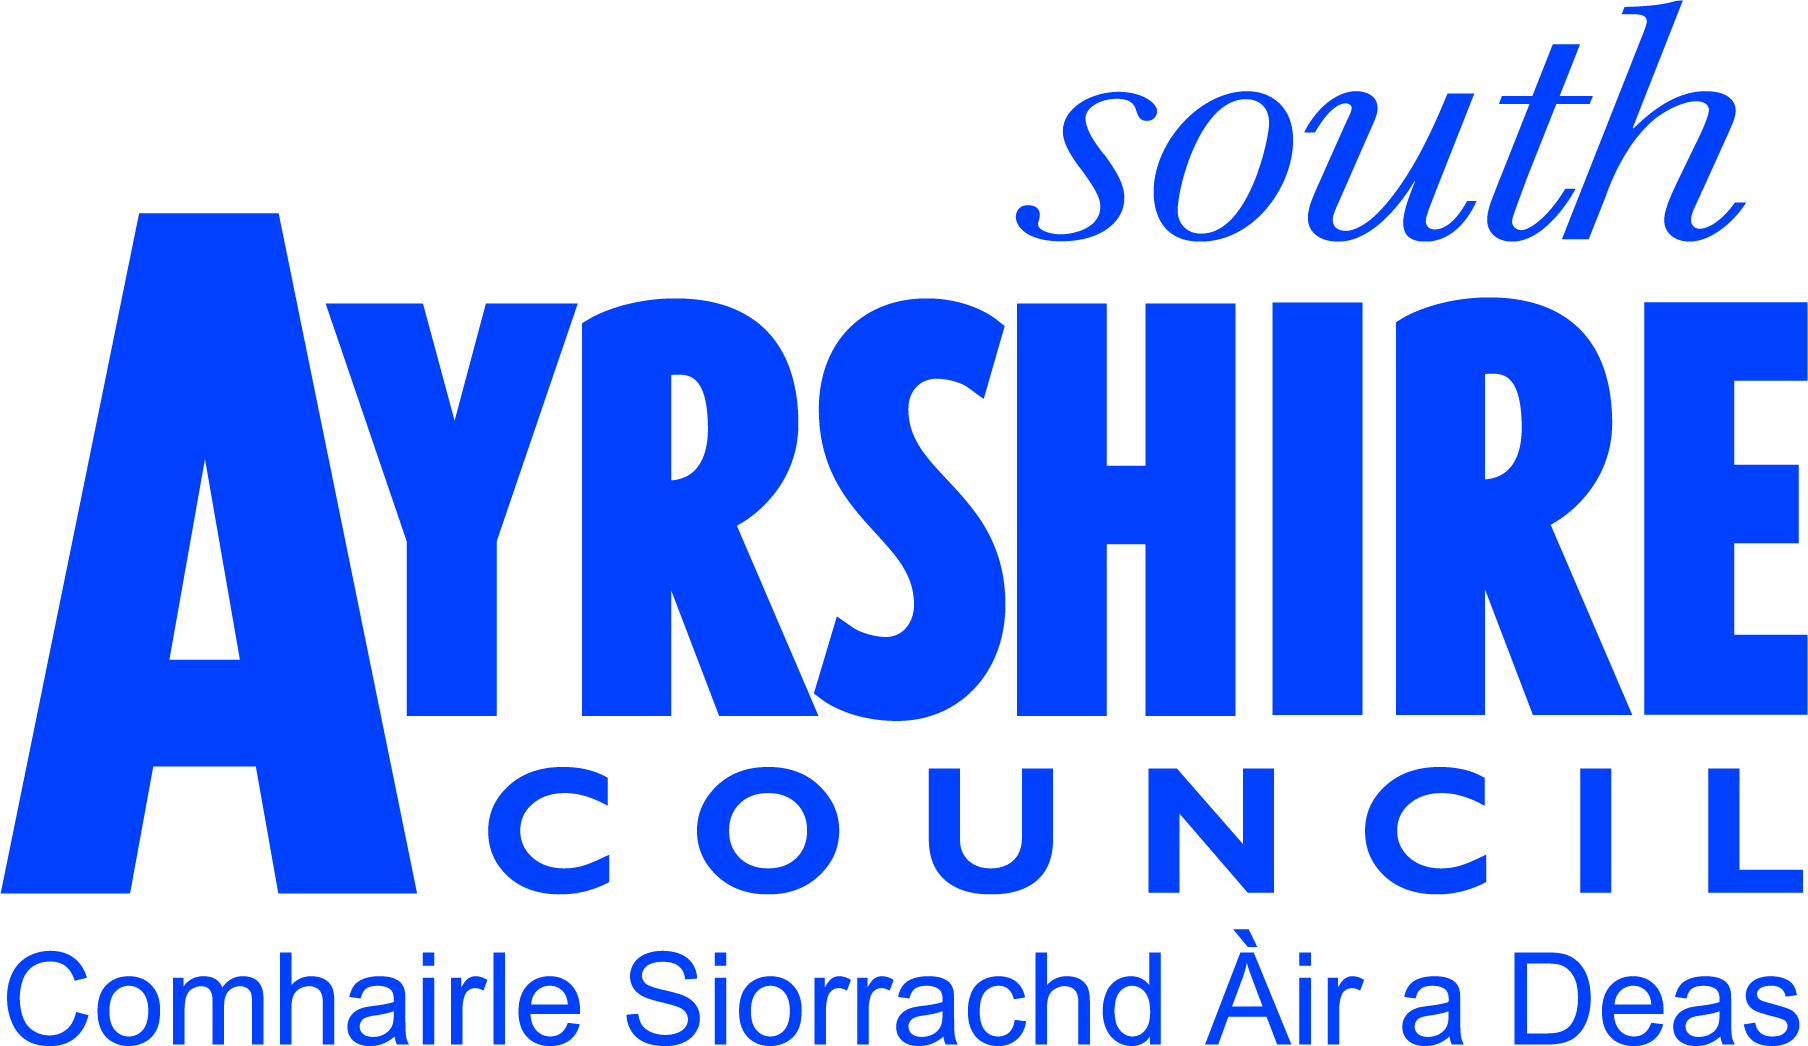 south
AYRSHIRE
COUNCIL
Comhairle Siorrachd Àir a Deas